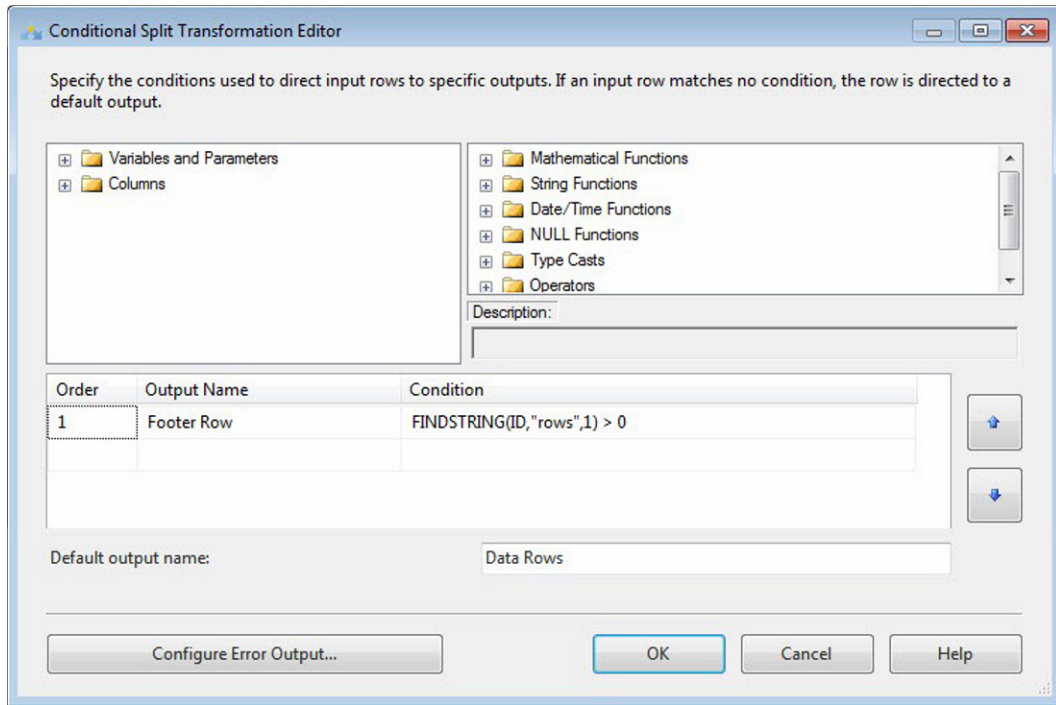 Conditional Split Transformation Editor
Specify the conditions used to direct input rows to specific outputs. If an input row matches no condition, the row is directed to a
default output.
Variables and Parameters
Columns
Mathematical Functions
String Functions
Date/Time Functions
NULL Functions
Type Casts
Operators
Description:
Order Output Name Condition
1 Footer Row FINDSTRING(ID,"rows",1) > 0
Default output name: Data Rows
Configure Error Output... OK Cancel Help